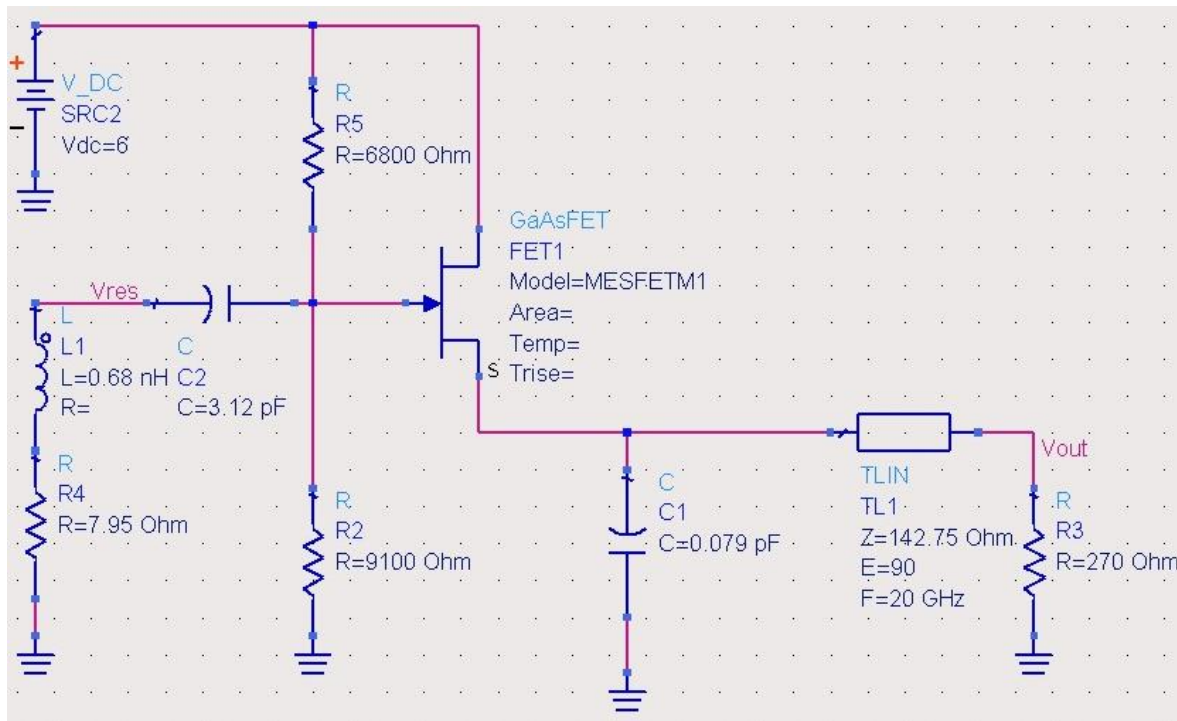 +
V_DC
SRC2
Vdc=6
-
R
R5
R=6800 Ohm
GaAsFET
FET1
Model=MESFETM1
Area=
Temp=
Trise=
S
Vres
L
L1
L=0.68 nH
R=
C
C2
C=3.12 pF
R
R4
R=7.95 Ohm
R
R2
R=9100 Ohm
C
C1
C=0.079 pF
TLIN
TL1
Z=142.75 Ohm
E=90
F=20 GHz
Vout
R
R3
R=270 Ohm